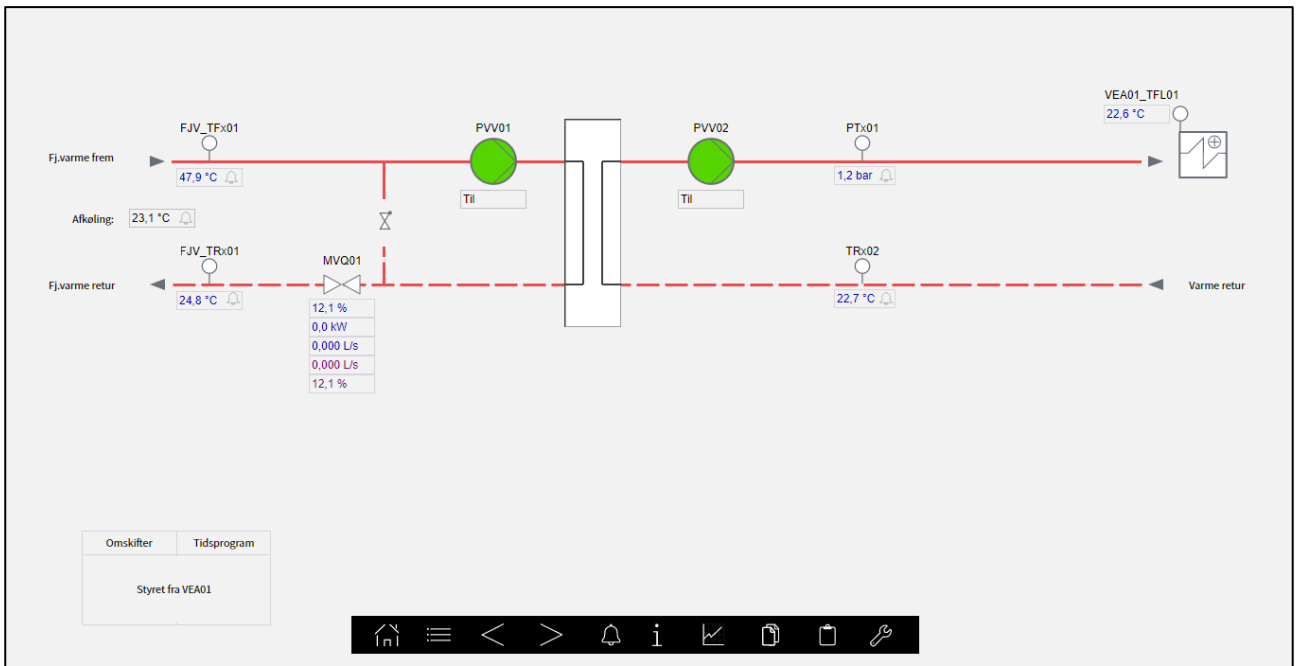 VEA01_TFL01
22,6 °C
FJV_TFx01
PVV01
PVV02
PTx01
Fj.varme frem
47,9 °C
Til
Til
1,2 bar
Afkøling:
23,1 °C
FJV_TRx01
MVQ01
TRx02
Fj.varme retur
Varme retur
24,8 °C
22,7 °C
12,1 %
0,0 kW
0,000 L/s
0,000 L/s
12,1 %
Omskifter
Tidsprogram
Styret fra VEA01